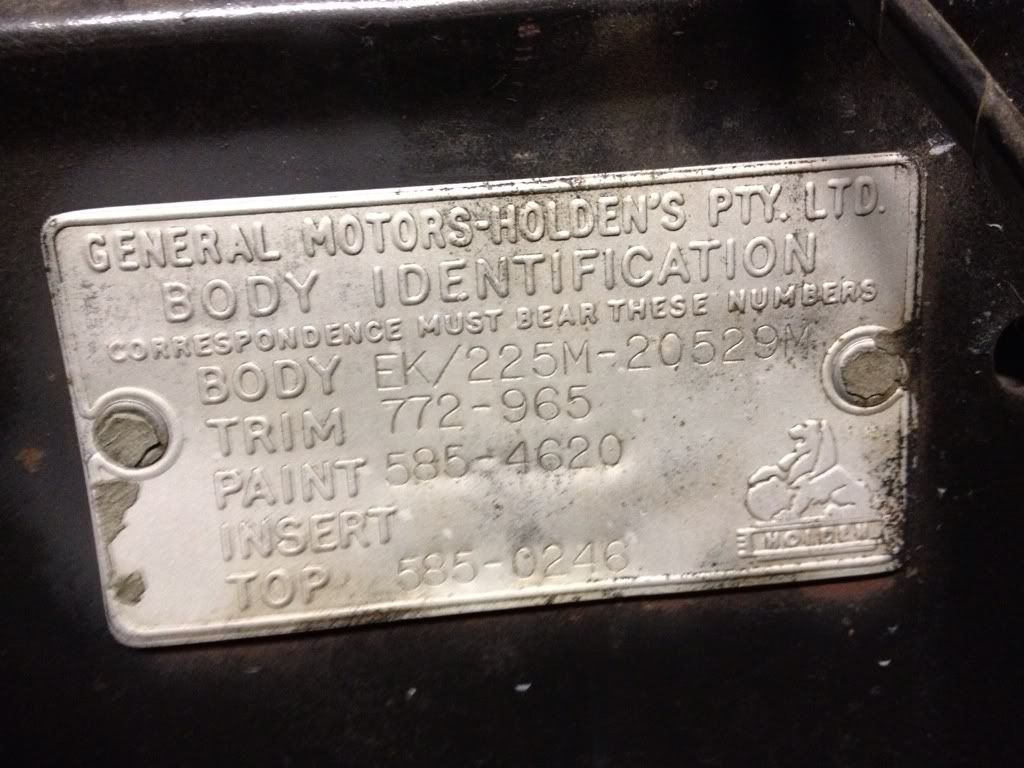 GENERAL MOTORS-HOLDEN'S PTY. LTD.
BODY IDENTIFICATION
CORRESPONDENCE MUST BEAR THESE NUMBERS
BODY EK/225M-20529M
TRIM 772-965
PAINT 585-4620
INSERT
TOP 585-0246
HOLDEN